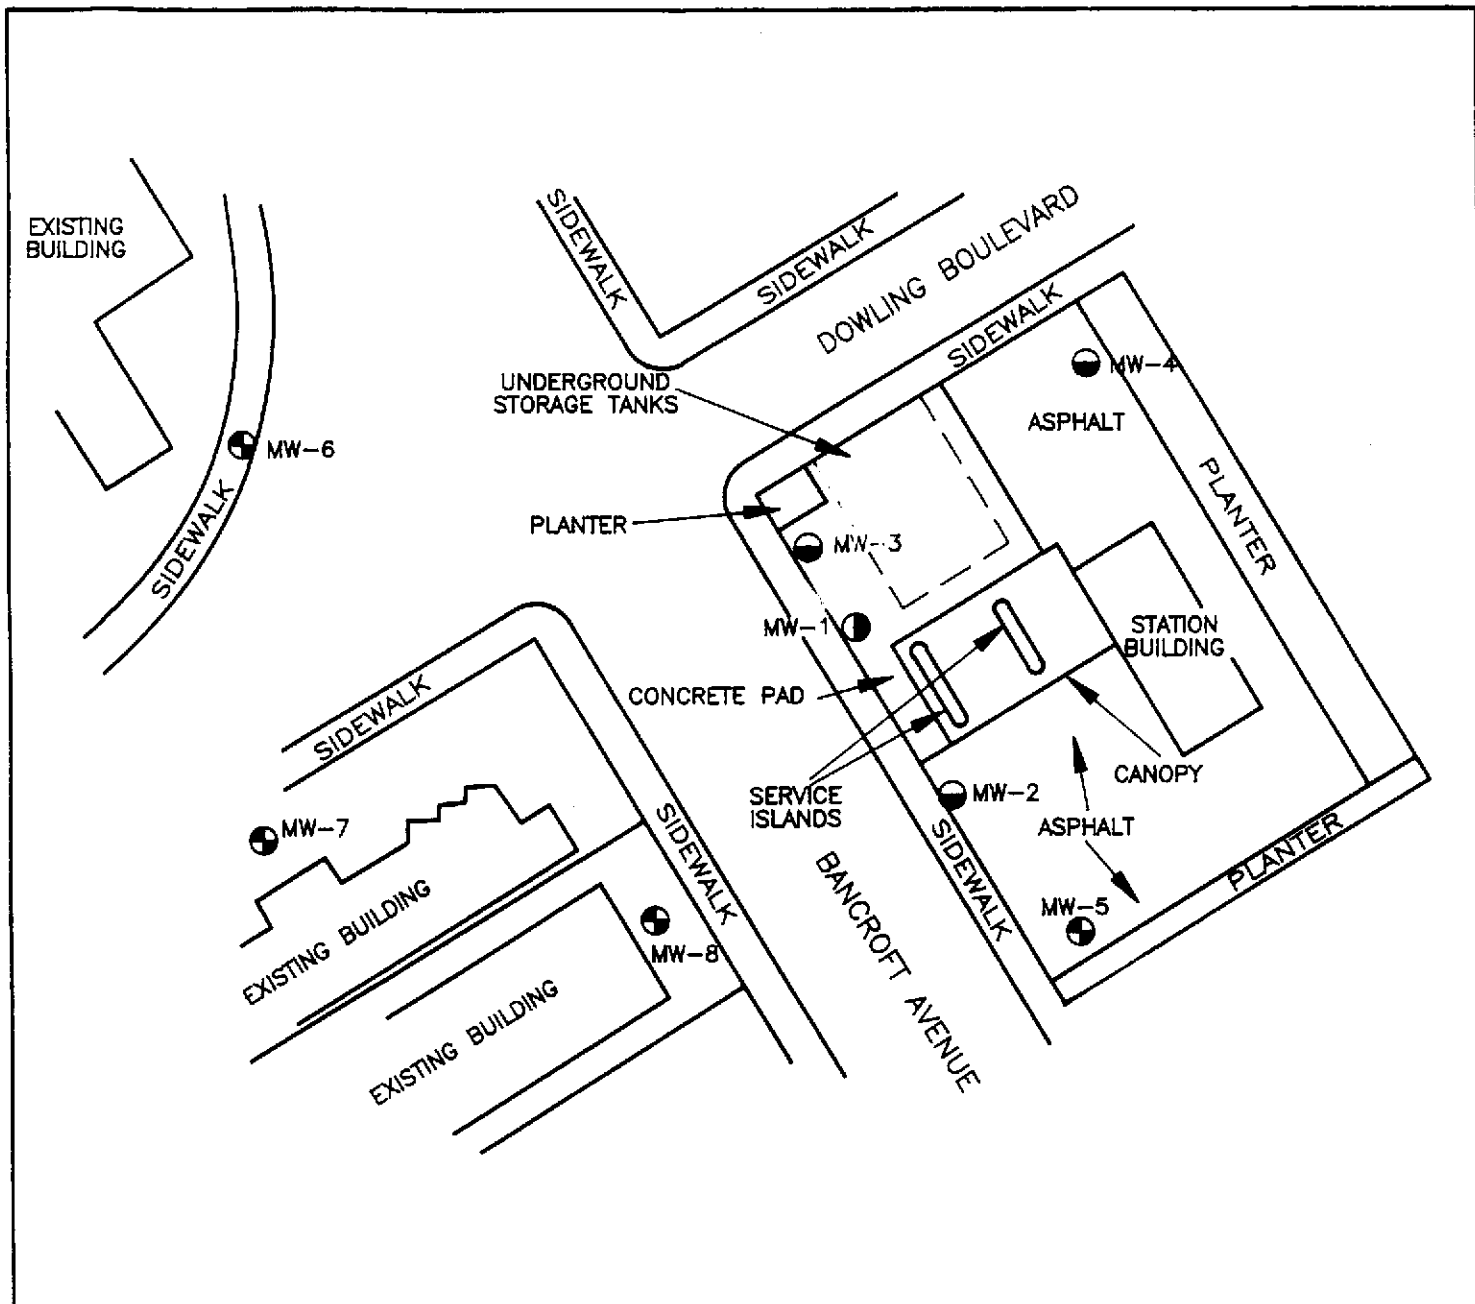 EXISTING
BUILDING
SIDEWALK
SIDEWALK
DOWLING BOULEVARD
SIDEWALK
UNDERGROUND
STORAGE TANKS
MW-4
ASPHALT
MW-6
PLANTER
SIDEWALK
PLANTER
MW-3
MW-1
STATION
BUILDING
CONCRETE PAD
SIDEWALK
CANOPY
SERVICE
ISLANDS
MW-2
ASPHALT
MW-7
SIDEWALK
SIDEWALK
PLANTER
BANCROFT AVENUE
MW-5
EXISTING BUILDING
MW-8
EXISTING BUILDING